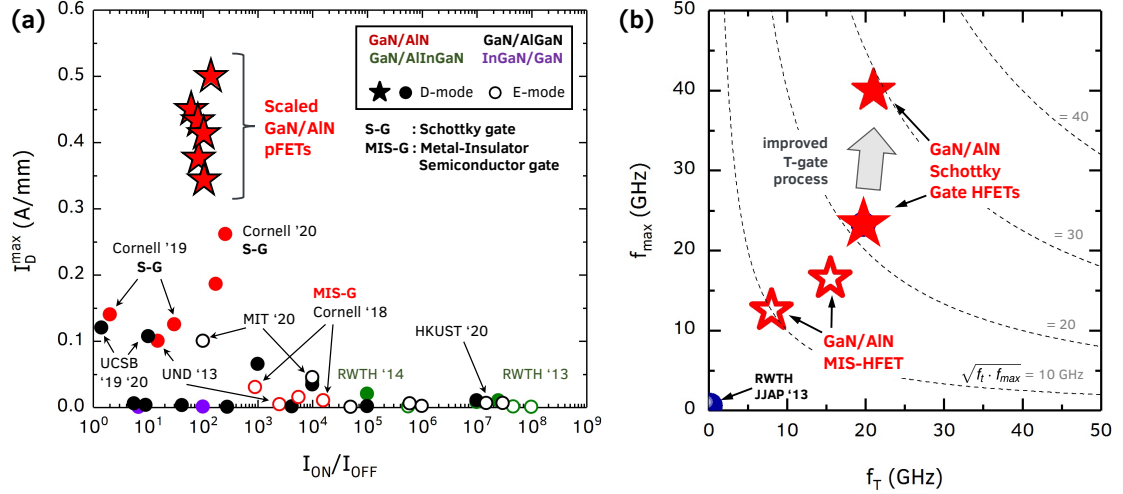 (a)
I_D^max (A/mm)
0.6
0.5
0.4
0.3
0.2
0.1
0.0
10^0 10^1 10^2 10^3 10^4 10^5 10^6 10^7 10^8 10^9
I_ON/I_OFF
GaN/AlN GaN/AlGaN
GaN/AlInGaN InGaN/GaN
D-mode E-mode
S-G : Schottky gate
MIS-G : Metal-Insulator
Semiconductor gate
Scaled
GaN/AlN
pFETs
Cornell '19
S-G
Cornell '20
S-G
MIS-G
Cornell '18
MIT '20
HKUST '20
UCSB
'19 '20
UND '13
RWTH '14
RWTH '13
(b)
f_max (GHz)
50
40
30
20
10
0
0 10 20 30 40 50
f_T (GHz)
= 40
= 30
= 20
√f_t · f_max = 10 GHz
improved
T-gate
process
GaN/AlN
Schottky
Gate HFETs
GaN/AlN
MIS-HFET
RWTH
JJAP '13